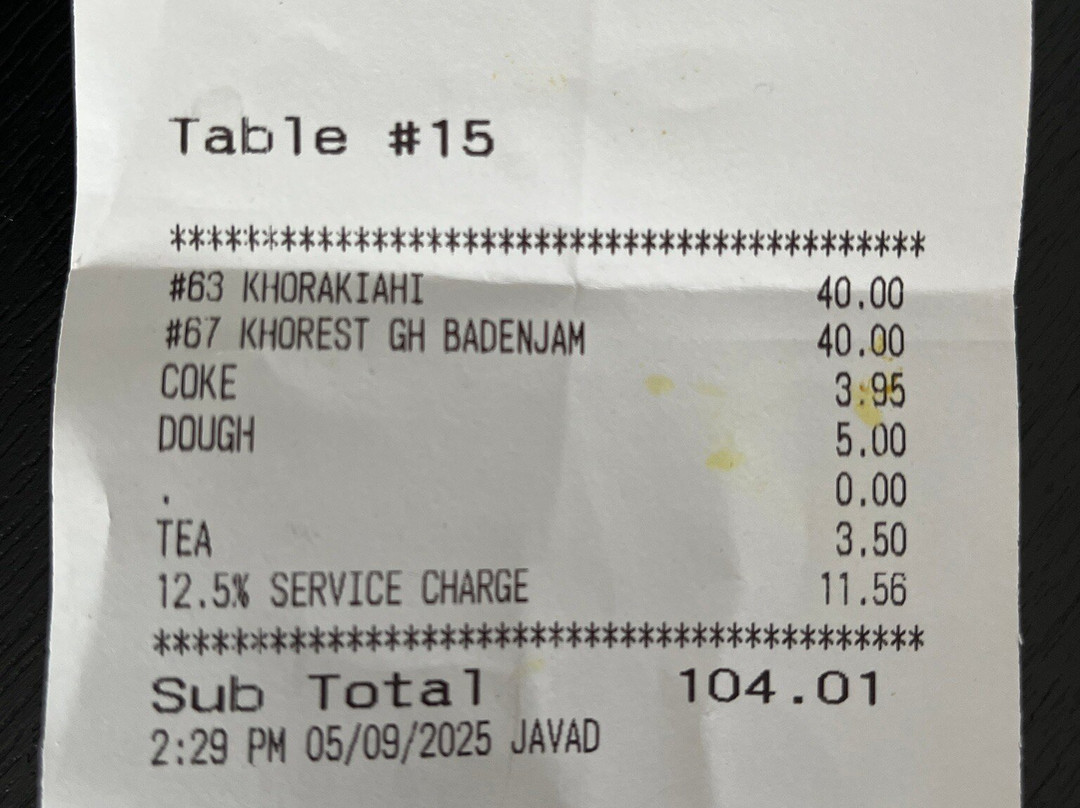 Table #15
*****************************************
#63 KHORAKIAHI 40.00
#67 KHOREST GH BADENJAM 40.00
COKE 3.95
DOUGH 5.00
. 0.00
TEA 3.50
12.5% SERVICE CHARGE 11.56
*****************************************
Sub Total 104.01
2:29 PM 05/09/2025 JAVAD